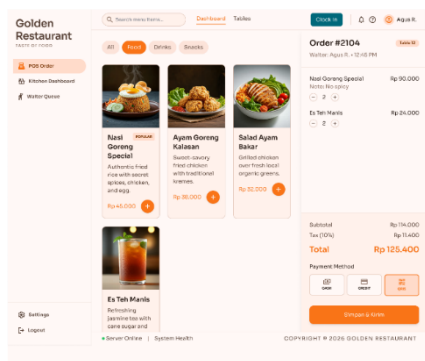 Golden
Restaurant
TASTY OF FOOD
POS Order
Kitchen Dashboard
Waiter Queue
Settings
Logout
Search menu items...
Dashboard
Tables
Clock In
Agus R.
All
Food
Drinks
Snacks
Nasi
Goreng
Special
POPULAR
Authentic fried
rice with secret
spices, chicken,
and egg.
Rp 45.000
+
Ayam Goreng
Kalasan
Sweet-savory
fried chicken
with traditional
kremes.
Rp 38.000
+
Salad Ayam
Bakar
Grilled chicken
over fresh local
organic greens.
Rp 32.000
+
Es Teh Manis
Refreshing
jasmine tea with
cane sugar and
Order #2104
Waiter: Agus R. • 12:45 PM
Nasi Goreng Special
Rp 90.000
Note: No spicy
- 2 +
Es Teh Manis
Rp 24.000
- 2 +
Subtotal
Rp 114.000
Tax (10%)
Rp 11.400
Total
Rp 125.400
Payment Method
CASH
CREDIT
QRIS
Simpan & Kirim
Server Online | System Health
COPYRIGHT © 2026 GOLDEN RESTAURANT